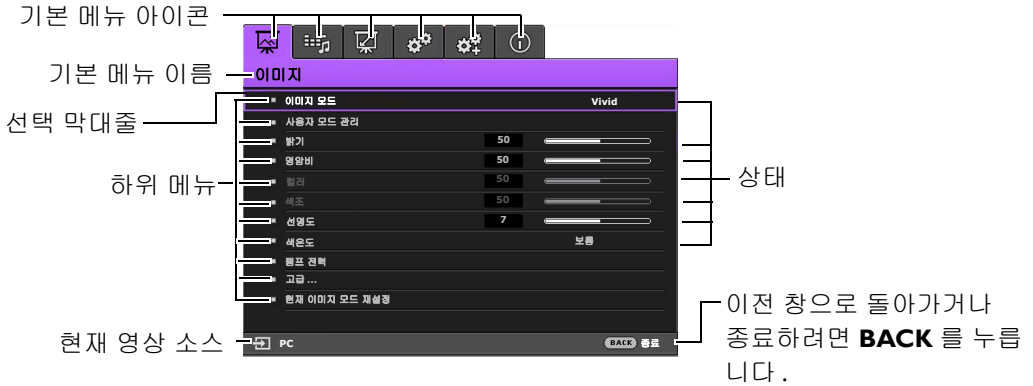 기본 메뉴 아이콘
기본 메뉴 이름
이미지
선택 막대줄
이미지 모드 Vivid
사용자 모드 관리
밝기 50
명암비 50
하위 메뉴
컬러 50
상태
색조 50
선명도 7
색온도 보통
램프 전력
고급 ...
현재 이미지 모드 재설정
현재 영상 소스
PC
BACK 종료
이전 창으로 돌아가거나
종료하려면 BACK 를 누릅
니다 .